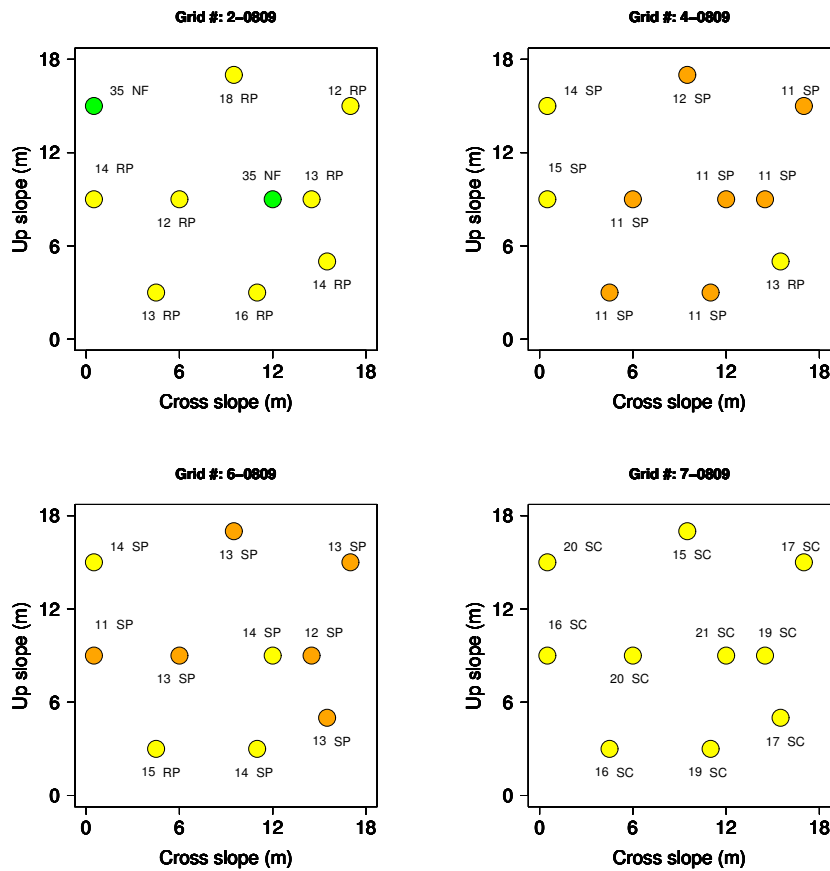 Grid #: 2–0809
18
12
6
0
Up slope (m)
35 NF
18 RP
12 RP
14 RP
35 NF
13 RP
12 RP
14 RP
13 RP
16 RP
0 6 12 18
Cross slope (m)
Grid #: 4–0809
18
12
6
0
Up slope (m)
14 SP
12 SP
11 SP
15 SP
11 SP
11 SP
11 SP
13 RP
11 SP
11 SP
0 6 12 18
Cross slope (m)
Grid #: 6–0809
18
12
6
0
Up slope (m)
14 SP
13 SP
13 SP
11 SP
14 SP
12 SP
13 SP
13 SP
15 RP
14 SP
0 6 12 18
Cross slope (m)
Grid #: 7–0809
18
12
6
0
Up slope (m)
20 SC
15 SC
17 SC
16 SC
21 SC
19 SC
20 SC
17 SC
16 SC
19 SC
0 6 12 18
Cross slope (m)